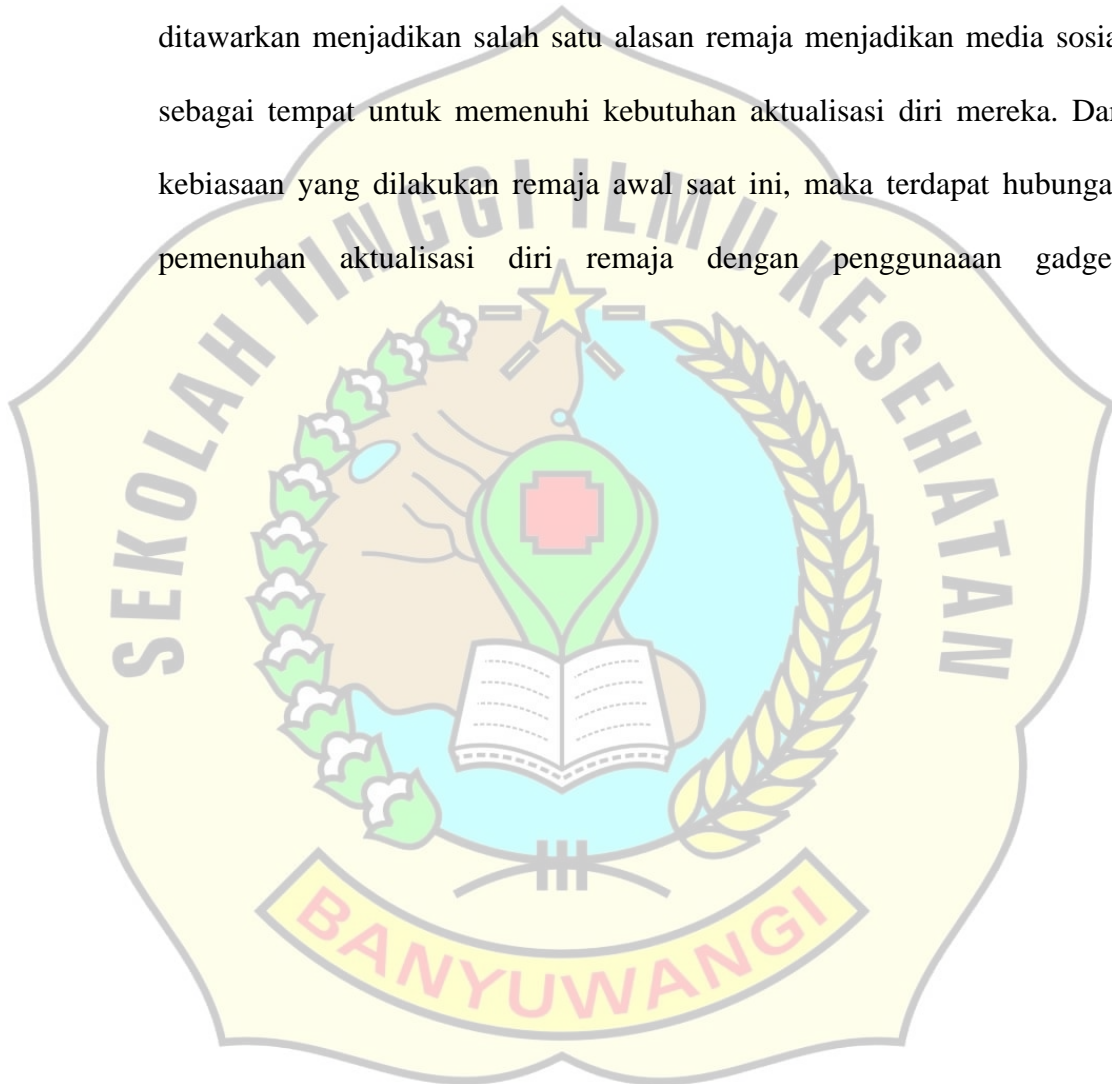 ditawarkan menjadikan salah satu alasan remaja menjadikan media sosia
sebagai tempat untuk memenuhi kebutuhan aktualisasi diri mereka. Dar
kebiasaan yang dilakukan remaja awal saat ini, maka terdapat hubunga
pemenuhan aktualisasi diri remaja dengan penggunaaan gadge
SEKOLAH TINGGI ILMU KESEHATAN
BANYUWANGI